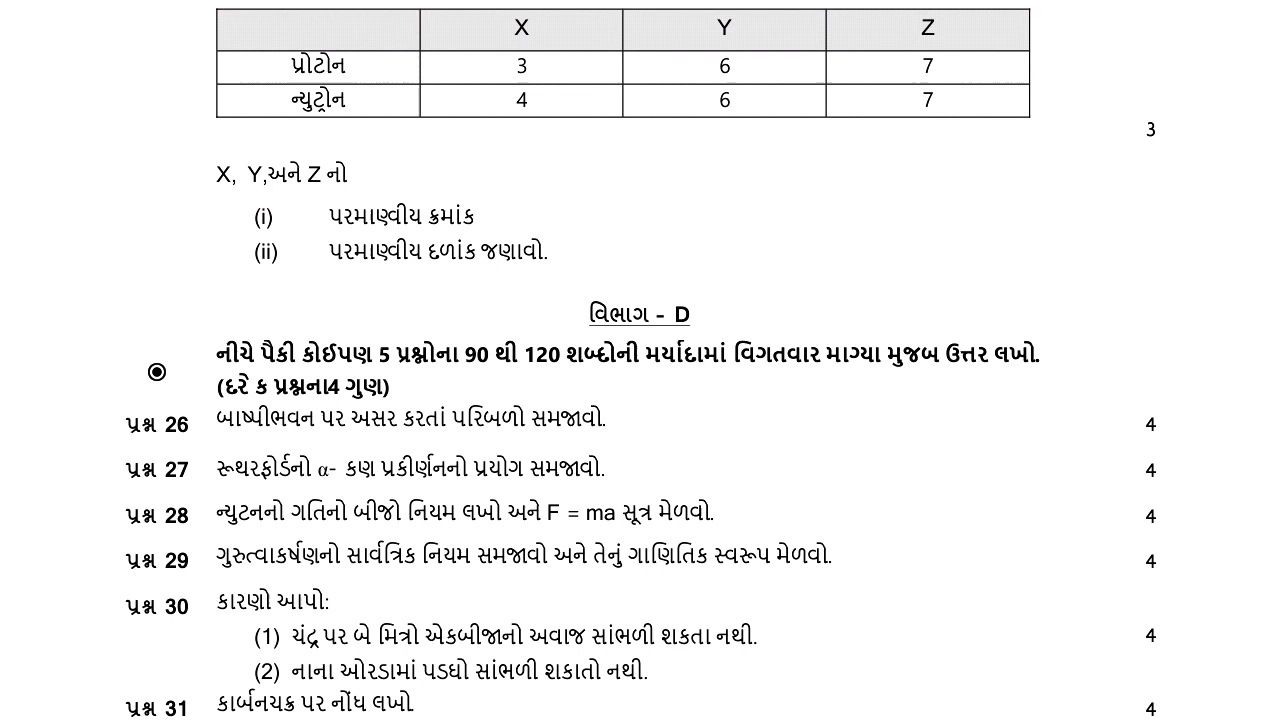 X Y Z
પ્રોટોન 3 6 7
ન્યુટ્રોન 4 6 7
3
X, Y,અને Z નો
(i) પરમાણ્વીય ક્રમાંક
(ii) પરમાણ્વીય દળાંક જણાવો.
વિભાગ - D
નીચે પૈકી કોઈપણ 5 પ્રશ્નોના 90 થી 120 શબ્દોની મર્યાદામાં વિગતવાર માગ્યા મુજબ ઉત્તર લખો.
(દરે ક પ્રશ્નના4 ગુણ)
પ્રશ્ન 26 બાષ્પીભવન પર અસર કરતાં પરિબળો સમજાવો. 4
પ્રશ્ન 27 રૂથરફોર્ડનો α- કણ પ્રકીર્ણનનો પ્રયોગ સમજાવો. 4
પ્રશ્ન 28 ન્યુટનનો ગતિનો બીજો નિયમ લખો અને F = ma સૂત્ર મેળવો. 4
પ્રશ્ન 29 ગુરુત્વાકર્ષણનો સાર્વત્રિક નિયમ સમજાવો અને તેનું ગાણિતિક સ્વરૂપ મેળવો. 4
પ્રશ્ન 30 કારણો આપો:
(1) ચંદ્ર પર બે મિત્રો એકબીજાનો અવાજ સાંભળી શકતા નથી. 4
(2) નાના ઓરડામાં પડઘો સાંભળી શકાતો નથી.
પ્રશ્ન 31 કાર્બનચક્ર પર નોંધ લખો. 4